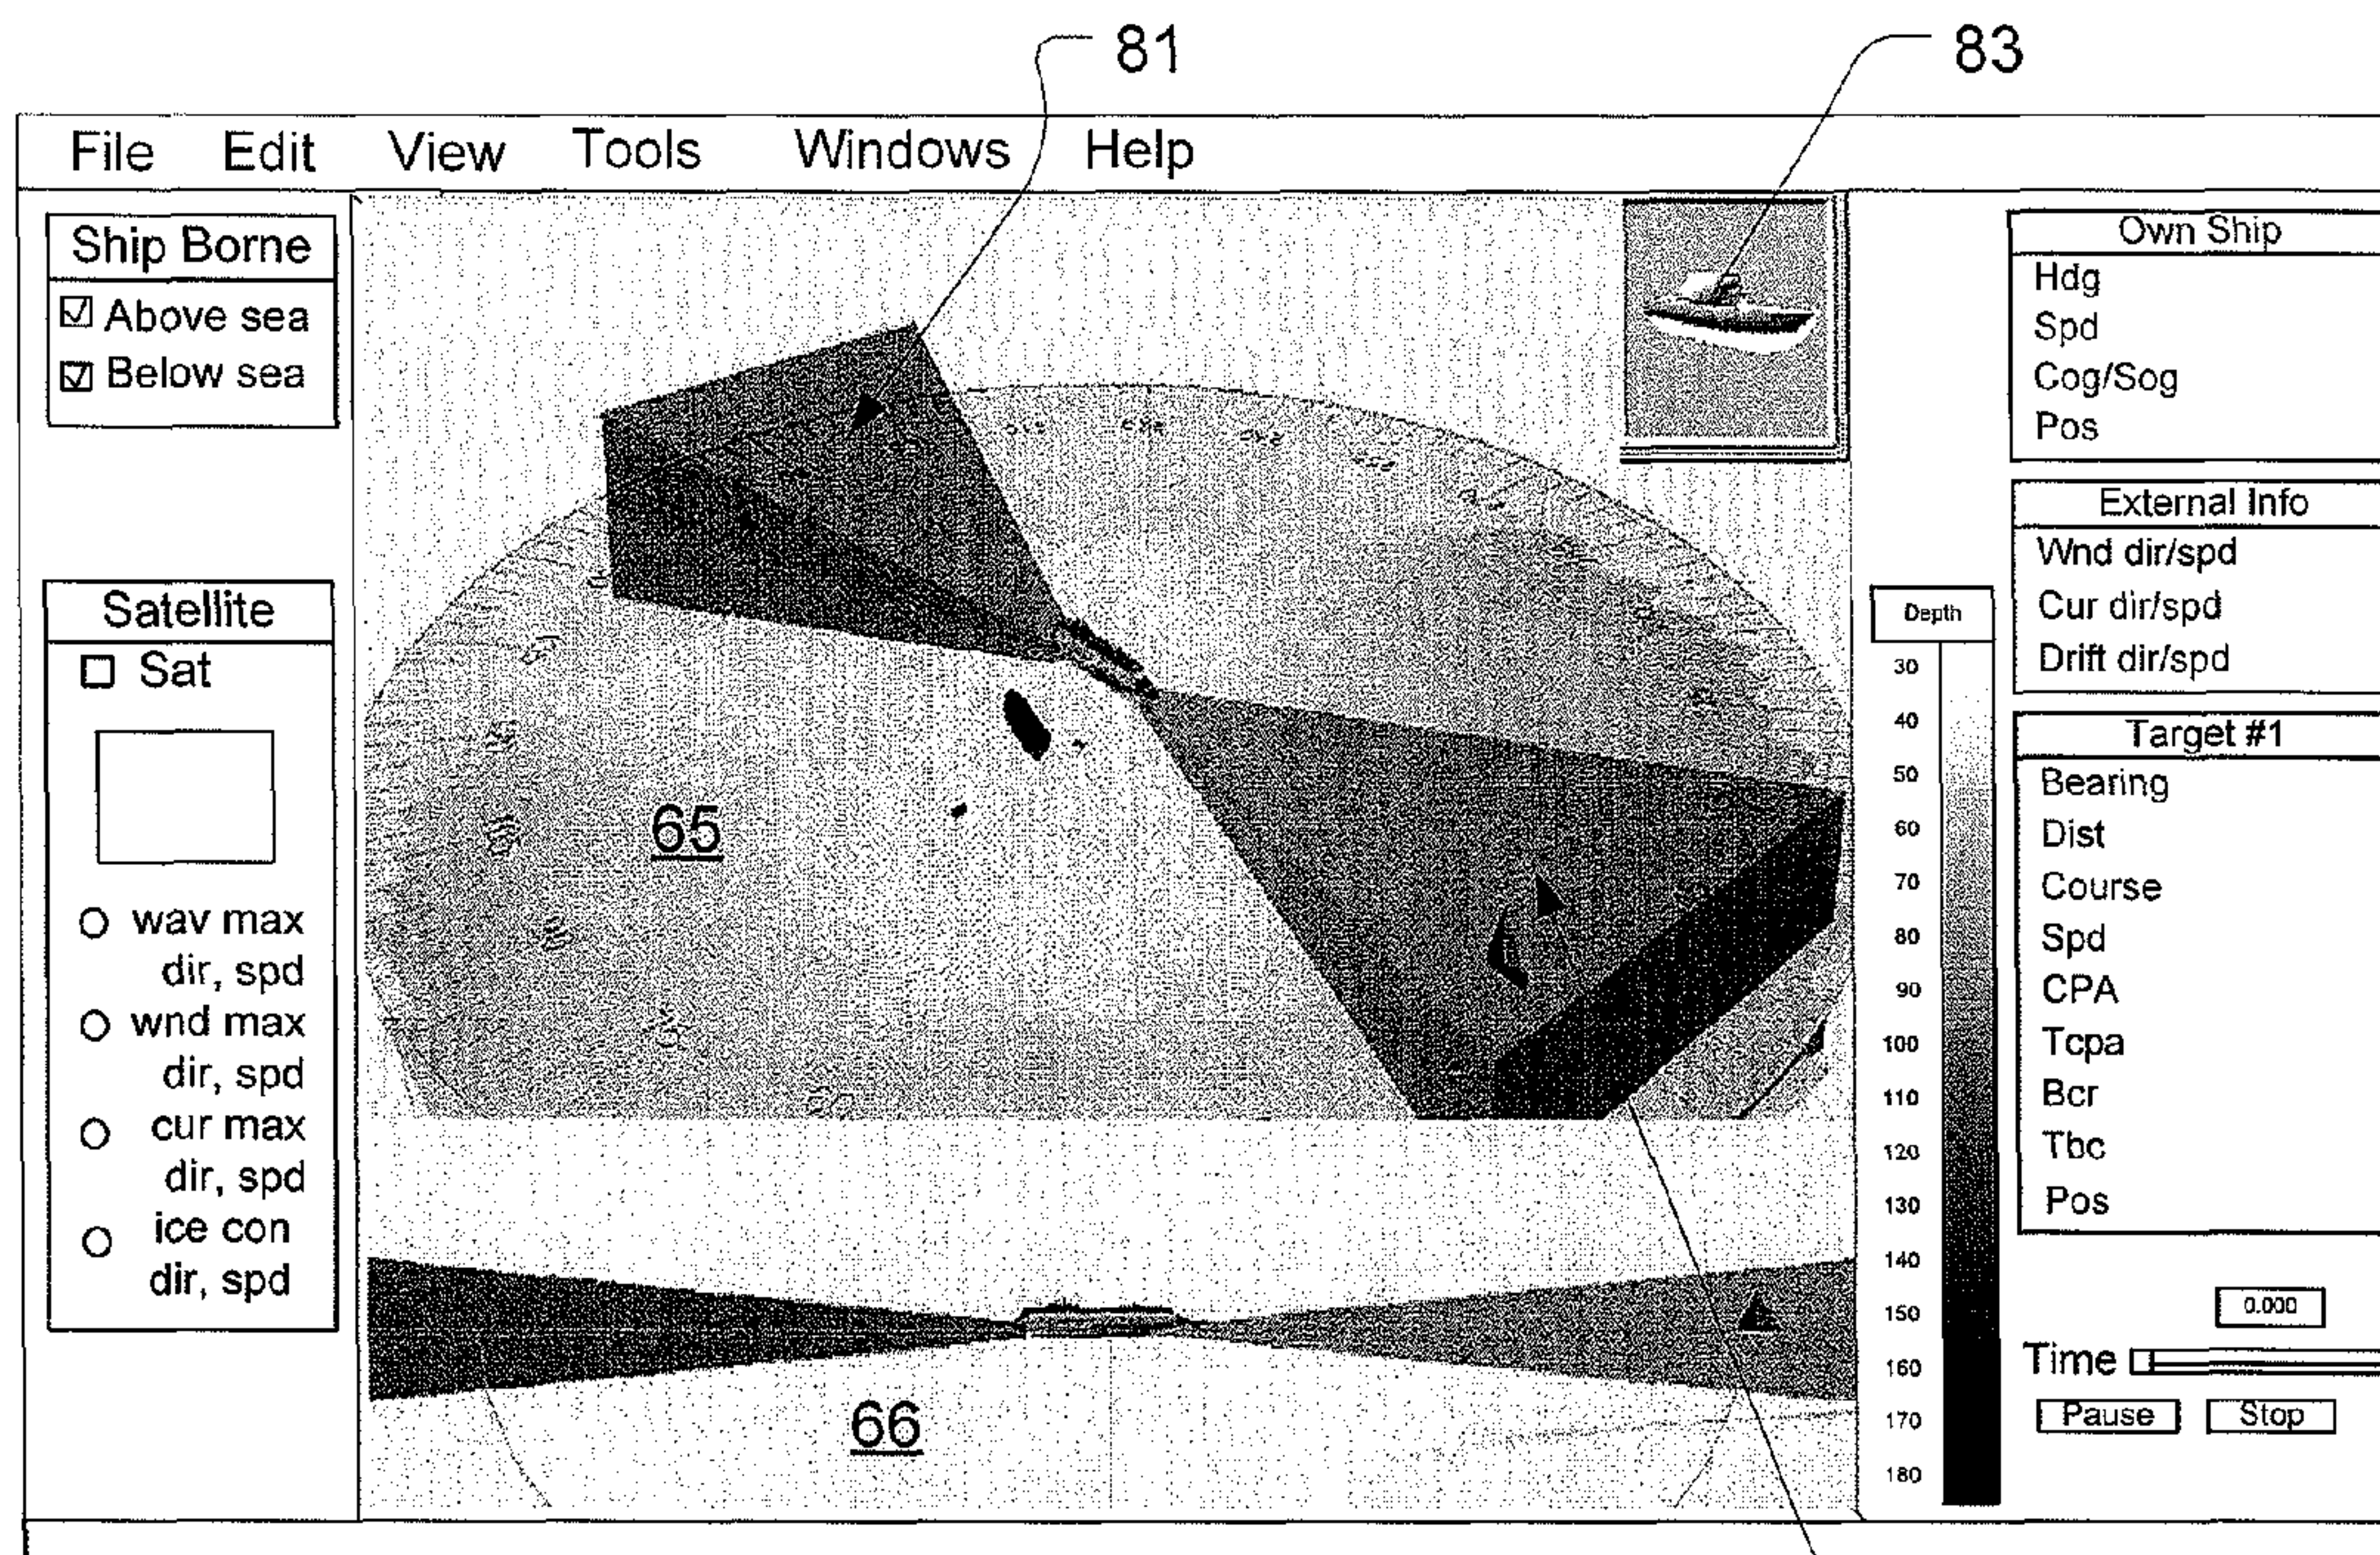 81
83
File Edit View Tools Windows Help
Ship Borne
Above sea
Below sea
Satellite
Sat
wav max
dir, spd
wnd max
dir, spd
cur max
dir, spd
ice con
dir, spd
65
66
Depth
30
40
50
60
70
80
90
100
110
120
130
140
150
160
170
180
Own Ship
Hdg
Spd
Cog/Sog
Pos
External Info
Wnd dir/spd
Cur dir/spd
Drift dir/spd
Target #1
Bearing
Dist
Course
Spd
CPA
Tcpa
Bcr
Tbc
Pos
0.000
Time
Pause Stop